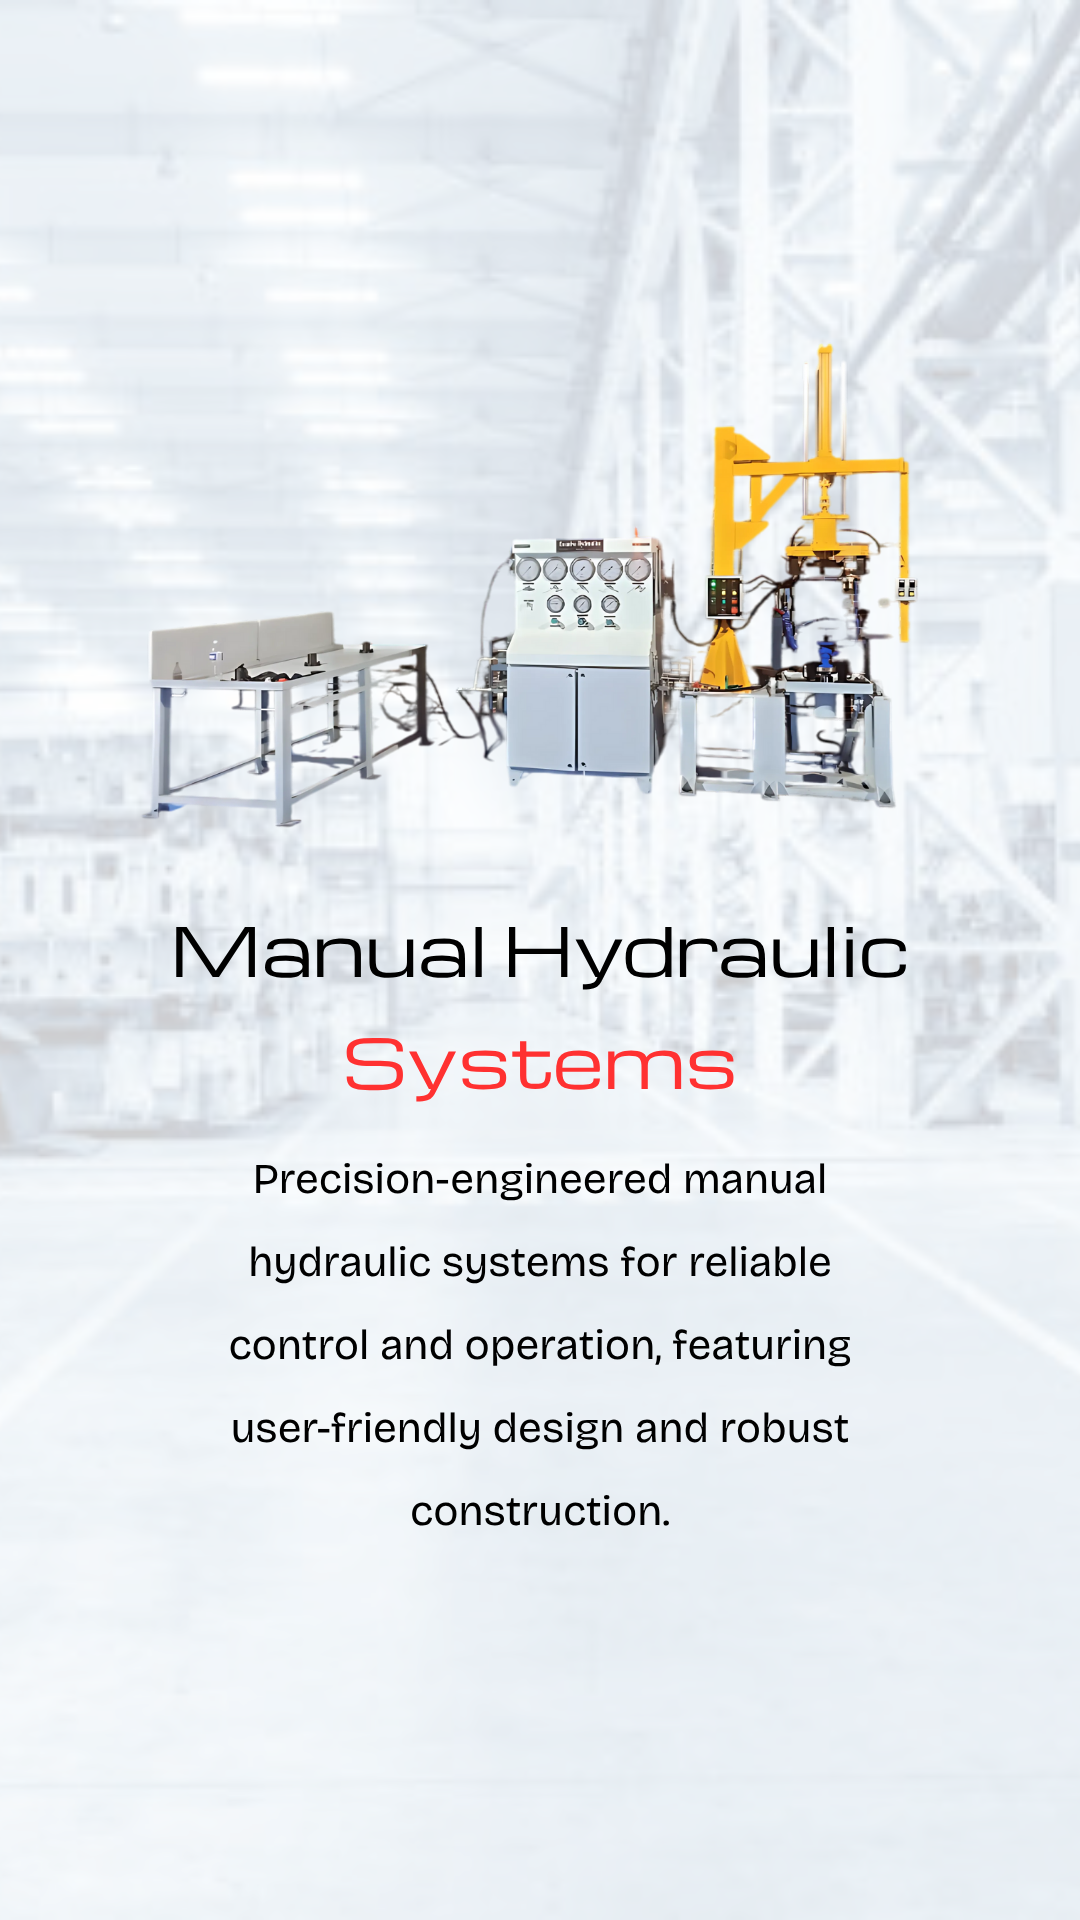 Manual Hydraulic
Systems
Precision-engineered manual
hydraulic systems for reliable
control and operation, featuring
user-friendly design and robust
construction.